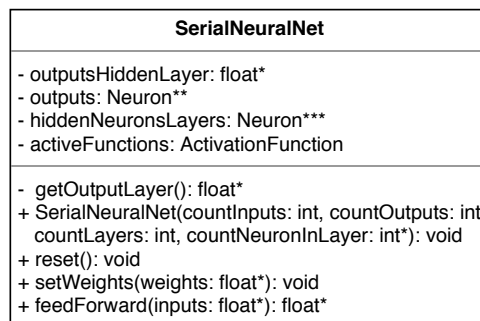 SerialNeuralNet
- outputsHiddenLayer: float*
- outputs: Neuron**
- hiddenNeuronsLayers: Neuron***
- activeFunctions: ActivationFunction
- getOutputLayer(): float*
+ SerialNeuralNet(countInputs: int, countOutputs: int
countLayers: int, countNeuronInLayer: int*): void
+ reset(): void
+ setWeights(weights: float*): void
+ feedForward(inputs: float*): float*